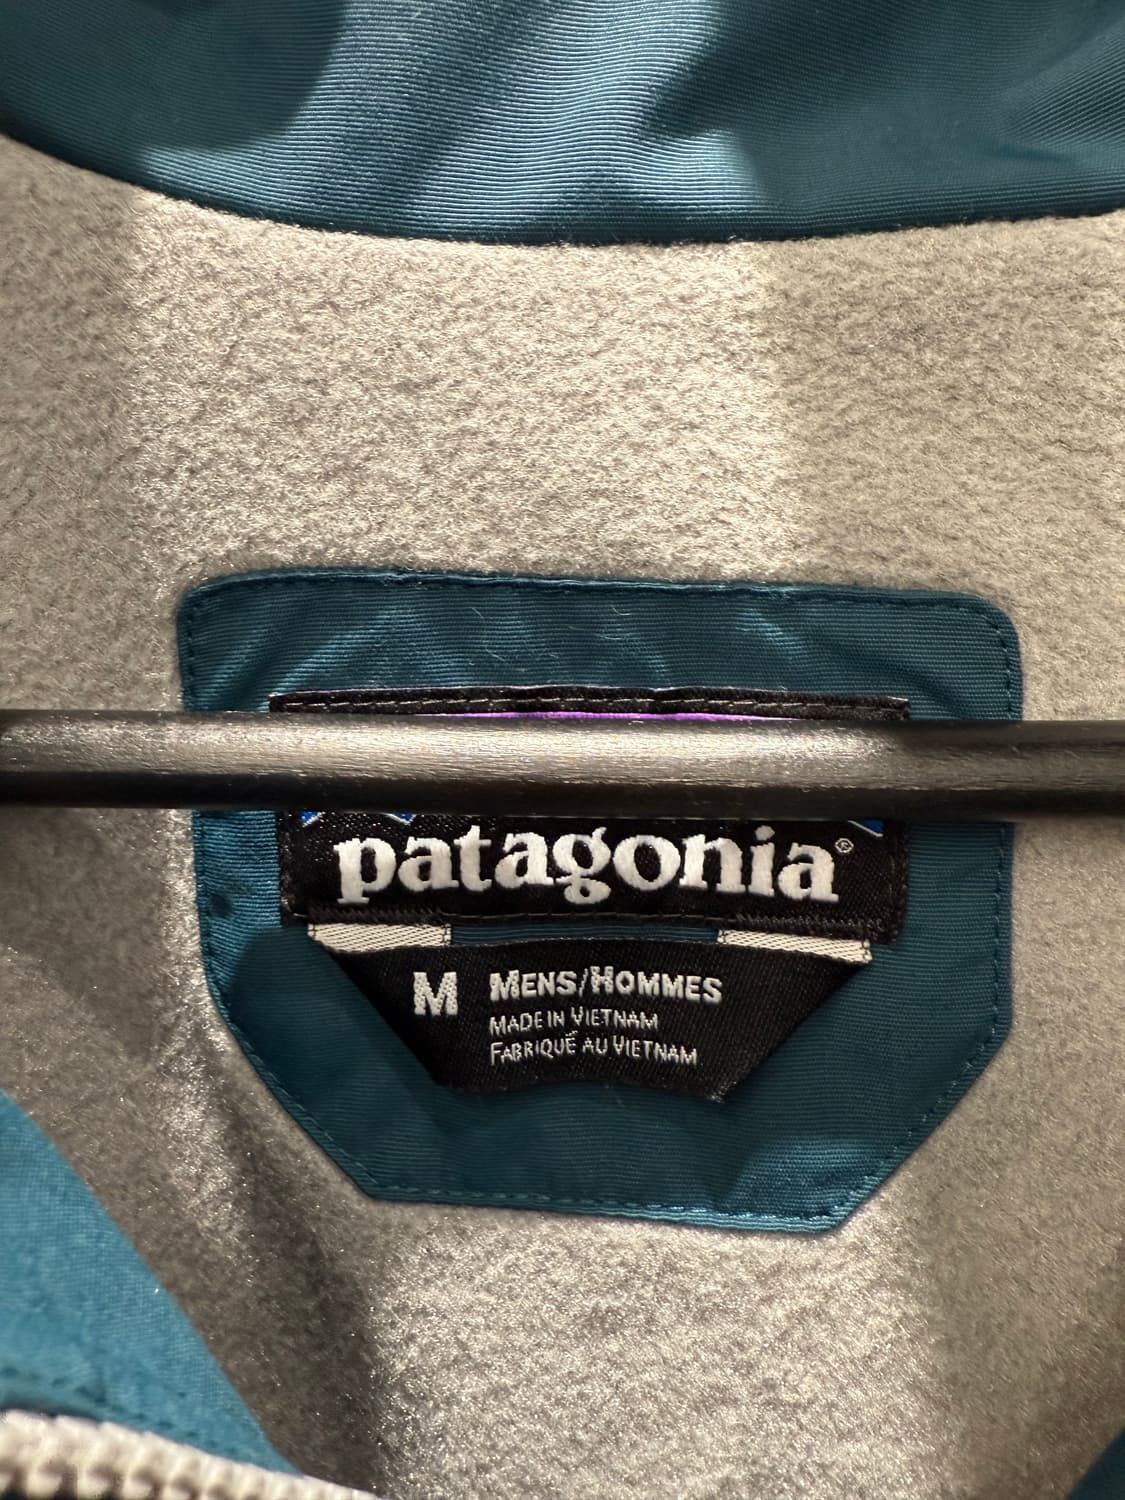 patagonia®
M
MENS/HOMMES
MADE IN VIETNAM
FABRIQUÉ AU VIETNAM